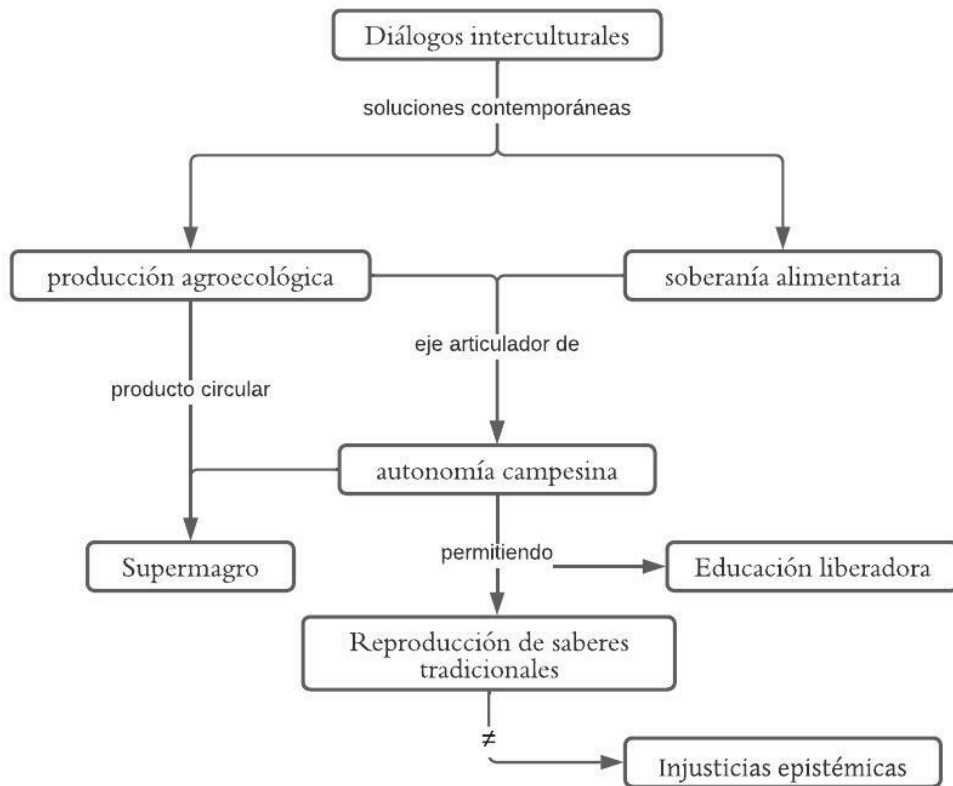 Diálogos interculturales
soluciones contemporáneas
producción agroecológica
soberanía alimentaria
eje articulador de
producto circular
autonomía campesina
Supermagro
permitiendo
Educación liberadora
Reproducción de saberes
tradicionales
≠
Injusticias epistémicas